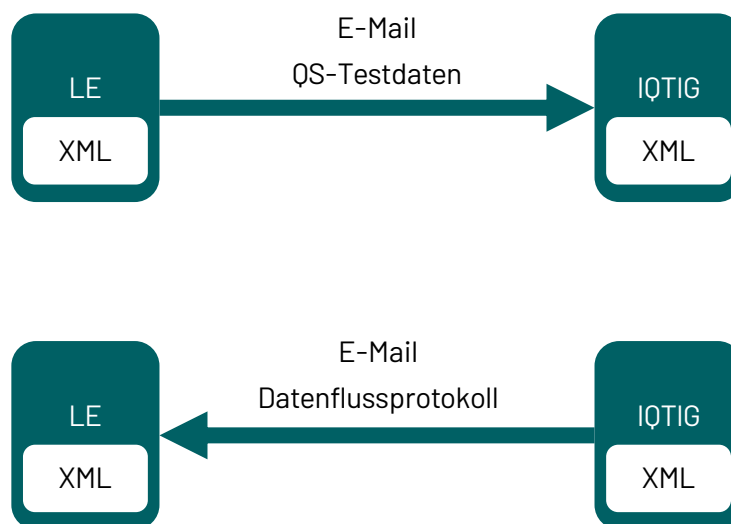 E-Mail
QS-Testdaten
LE
XML
IQTIG
XML
E-Mail
Datenflussprotokoll
LE
XML
IQTIG
XML